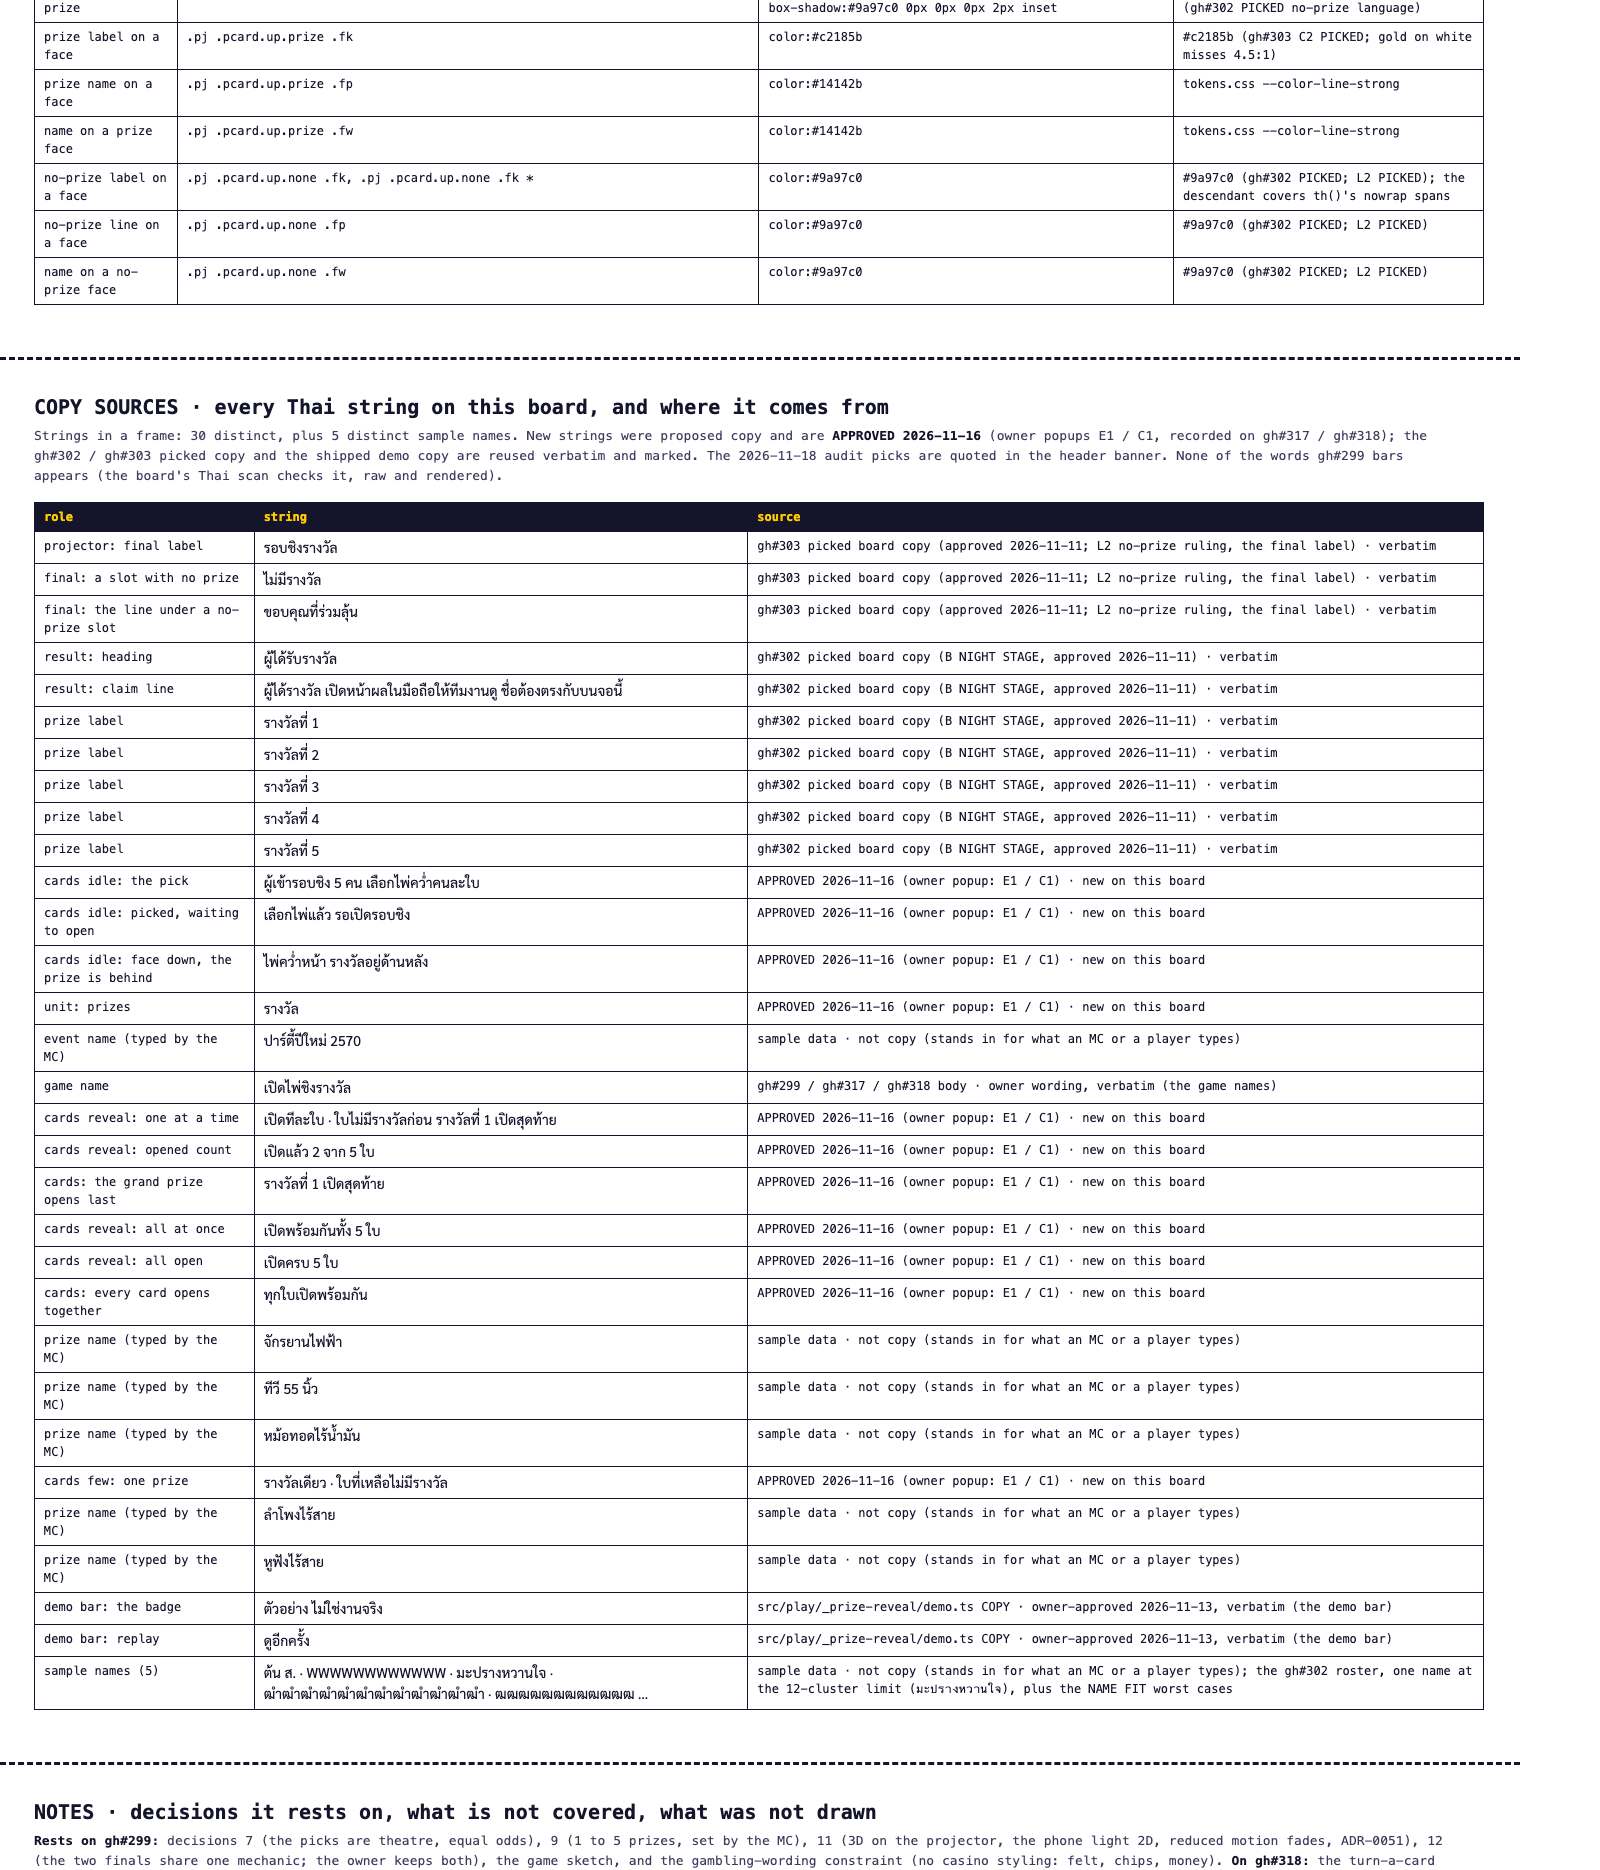 prize box-shadow:#9a97c0 0px 0px 0px 2px inset (gh#302 PICKED no-prize language)
prize label on a .pj .pcard.up.prize .fk color:#c2185b #c2185b (gh#303 C2 PICKED; gold on white
face misses 4.5:1)
prize name on a .pj .pcard.up.prize .fp color:#14142b tokens.css --color-line-strong
face
name on a prize .pj .pcard.up.prize .fw color:#14142b tokens.css --color-line-strong
face
no-prize label on .pj .pcard.up.none .fk, .pj .pcard.up.none .fk * color:#9a97c0 #9a97c0 (gh#302 PICKED; L2 PICKED); the
a face descendant covers th()'s nowrap spans
no-prize line on .pj .pcard.up.none .fp color:#9a97c0 #9a97c0 (gh#302 PICKED; L2 PICKED)
a face
name on a no- .pj .pcard.up.none .fw color:#9a97c0 #9a97c0 (gh#302 PICKED; L2 PICKED)
prize face
COPY SOURCES · every Thai string on this board, and where it comes from
Strings in a frame: 30 distinct, plus 5 distinct sample names. New strings were proposed copy and are APPROVED 2026-11-16 (owner popups E1 / C1, recorded on gh#317 / gh#318); the
gh#302 / gh#303 picked copy and the shipped demo copy are reused verbatim and marked. The 2026-11-18 audit picks are quoted in the header banner. None of the words gh#299 bars
appears (the board's Thai scan checks it, raw and rendered).
role string source
projector: final label รอบชิงรางวัล gh#303 picked board copy (approved 2026-11-11; L2 no-prize ruling, the final label) · verbatim
final: a slot with no prize ไม่มีรางวัล gh#303 picked board copy (approved 2026-11-11; L2 no-prize ruling, the final label) · verbatim
final: the line under a no- ขอบคุณที่ร่วมลุ้น gh#303 picked board copy (approved 2026-11-11; L2 no-prize ruling, the final label) · verbatim
prize slot
result: heading ผู้ได้รับรางวัล gh#302 picked board copy (B NIGHT STAGE, approved 2026-11-11) · verbatim
result: claim line ผู้ได้รางวัล เปิดหน้าผลในมือถือให้ทีมงานดู ชื่อต้องตรงกับบนจอนี้ gh#302 picked board copy (B NIGHT STAGE, approved 2026-11-11) · verbatim
prize label รางวัลที่ 1 gh#302 picked board copy (B NIGHT STAGE, approved 2026-11-11) · verbatim
prize label รางวัลที่ 2 gh#302 picked board copy (B NIGHT STAGE, approved 2026-11-11) · verbatim
prize label รางวัลที่ 3 gh#302 picked board copy (B NIGHT STAGE, approved 2026-11-11) · verbatim
prize label รางวัลที่ 4 gh#302 picked board copy (B NIGHT STAGE, approved 2026-11-11) · verbatim
prize label รางวัลที่ 5 gh#302 picked board copy (B NIGHT STAGE, approved 2026-11-11) · verbatim
cards idle: the pick ผู้เข้ารอบชิง 5 คน เลือกไพ่คว่ำคนละใบ APPROVED 2026-11-16 (owner popup: E1 / C1) · new on this board
cards idle: picked, waiting เลือกไพ่แล้ว รอเปิดรอบชิง APPROVED 2026-11-16 (owner popup: E1 / C1) · new on this board
to open
cards idle: face down, the ไพ่คว่ำหน้า รางวัลอยู่ด้านหลัง APPROVED 2026-11-16 (owner popup: E1 / C1) · new on this board
prize is behind
unit: prizes รางวัล APPROVED 2026-11-16 (owner popup: E1 / C1) · new on this board
event name (typed by the ปาร์ตี้ปีใหม่ 2570 sample data · not copy (stands in for what an MC or a player types)
MC)
game name เปิดไพ่ชิงรางวัล gh#299 / gh#317 / gh#318 body · owner wording, verbatim (the game names)
cards reveal: one at a time เปิดทีละใบ · ใบไม่มีรางวัลก่อน รางวัลที่ 1 เปิดสุดท้าย APPROVED 2026-11-16 (owner popup: E1 / C1) · new on this board
cards reveal: opened count เปิดแล้ว 2 จาก 5 ใบ APPROVED 2026-11-16 (owner popup: E1 / C1) · new on this board
cards: the grand prize รางวัลที่ 1 เปิดสุดท้าย APPROVED 2026-11-16 (owner popup: E1 / C1) · new on this board
opens last
cards reveal: all at once เปิดพร้อมกันทั้ง 5 ใบ APPROVED 2026-11-16 (owner popup: E1 / C1) · new on this board
cards reveal: all open เปิดครบ 5 ใบ APPROVED 2026-11-16 (owner popup: E1 / C1) · new on this board
cards: every card opens ทุกใบเปิดพร้อมกัน APPROVED 2026-11-16 (owner popup: E1 / C1) · new on this board
together
prize name (typed by the จักรยานไฟฟ้า sample data · not copy (stands in for what an MC or a player types)
MC)
prize name (typed by the ทีวี 55 นิ้ว sample data · not copy (stands in for what an MC or a player types)
MC)
prize name (typed by the หม้อทอดไร้น้ำมัน sample data · not copy (stands in for what an MC or a player types)
MC)
cards few: one prize รางวัลเดียว · ใบที่เหลือไม่มีรางวัล APPROVED 2026-11-16 (owner popup: E1 / C1) · new on this board
prize name (typed by the ลำโพงไร้สาย sample data · not copy (stands in for what an MC or a player types)
MC)
prize name (typed by the หูฟังไร้สาย sample data · not copy (stands in for what an MC or a player types)
MC)
demo bar: the badge ตัวอย่าง ไม่ใช่งานจริง src/play/_prize-reveal/demo.ts COPY · owner-approved 2026-11-13, verbatim (the demo bar)
demo bar: replay ดูอีกครั้ง src/play/_prize-reveal/demo.ts COPY · owner-approved 2026-11-13, verbatim (the demo bar)
sample names (5) ต้น ส. · WWWWWWWWWWWW · มะปรางหวานใจ · sample data · not copy (stands in for what an MC or a player types); the gh#302 roster, one name at
the 12-cluster limit (มะปรางหวานใจ), plus the NAME FIT worst cases
NOTES · decisions it rests on, what is not covered, what was not drawn
Rests on gh#299: decisions 7 (the picks are theatre, equal odds), 9 (1 to 5 prizes, set by the MC), 11 (3D on the projector, the phone light 2D, reduced motion fades, ADR-0051), 12
(the two finals share one mechanic; the owner keeps both), the game sketch, and the gambling-wording constraint (no casino styling: felt, chips, money). On gh#318: the turn-a-card